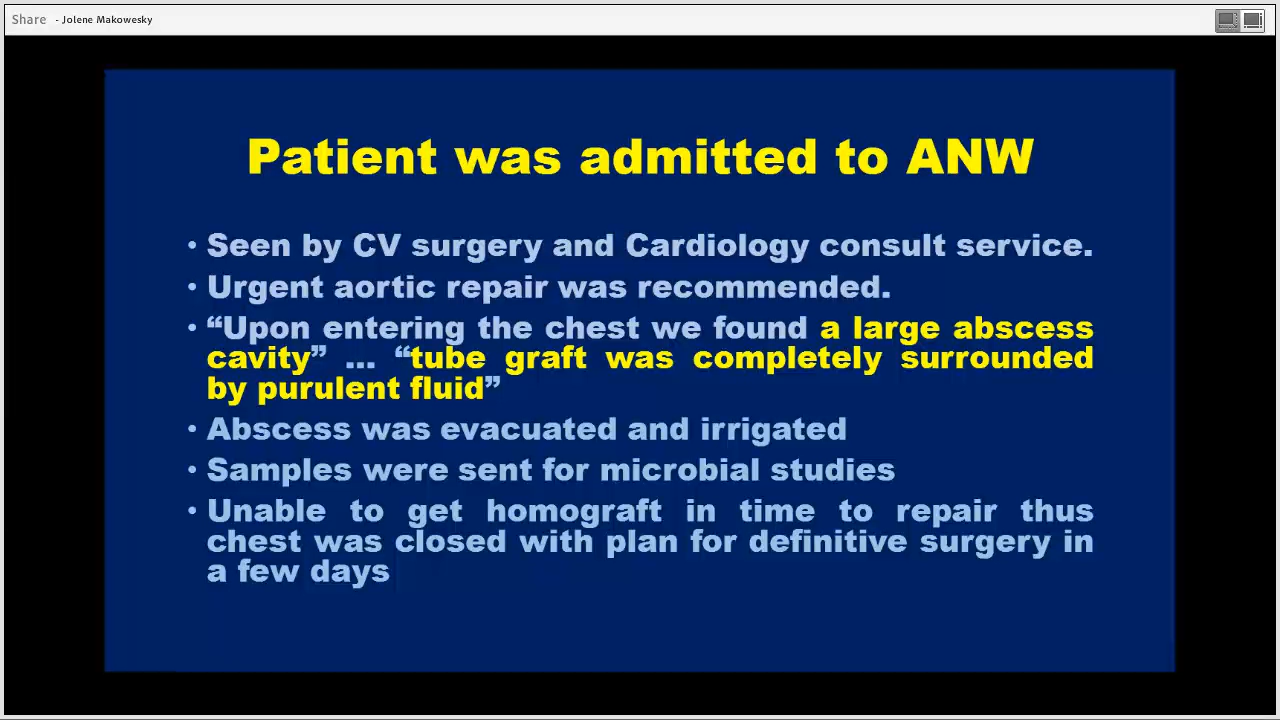 Share - Jolene Makowesky
Patient was admitted to ANW
• Seen by CV surgery and Cardiology consult service.
• Urgent aortic repair was recommended.
• “Upon entering the chest we found a large abscess
cavity” ... “tube graft was completely surrounded
by purulent fluid”
• Abscess was evacuated and irrigated
• Samples were sent for microbial studies
• Unable to get homograft in time to repair thus
chest was closed with plan for definitive surgery in
a few days